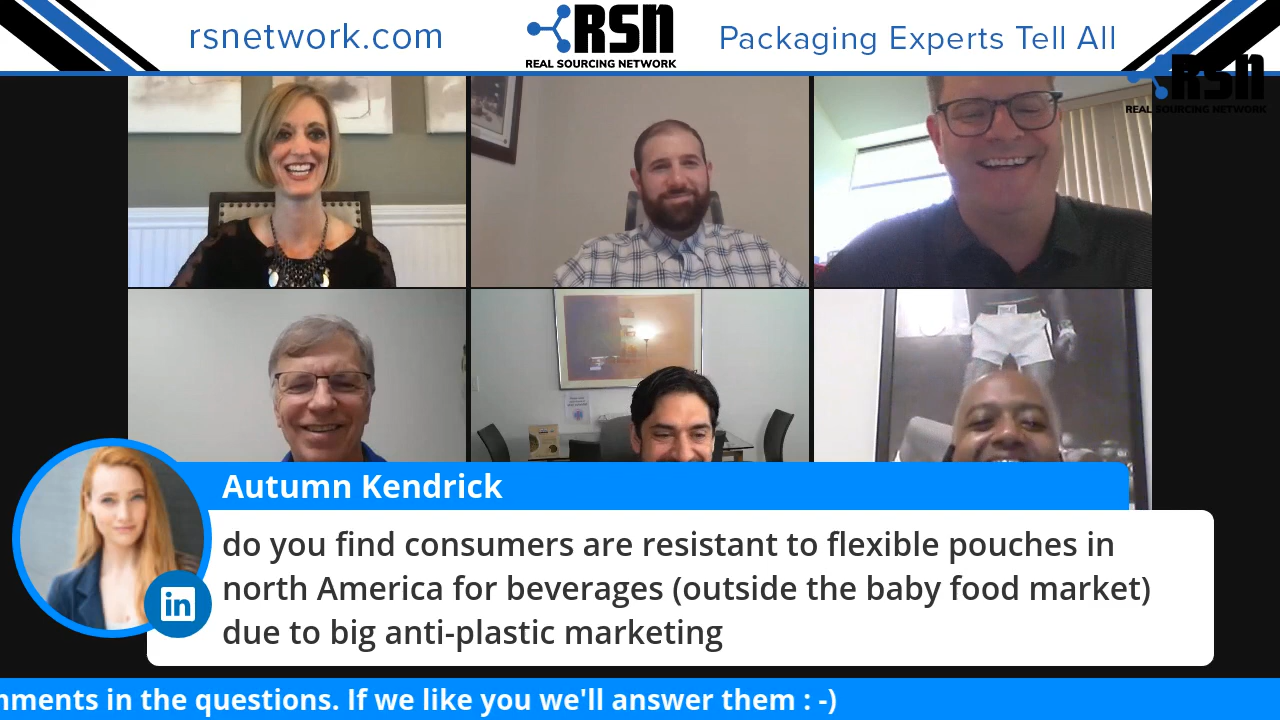 rsnetwork.com
RSN
REAL SOURCING NETWORK
Packaging Experts Tell All
RSN
REAL SOURCING NETWORK
Autumn Kendrick
in
do you find consumers are resistant to flexible pouches in
north America for beverages (outside the baby food market)
due to big anti-plastic marketing
mments in the questions. If we like you we'll answer them : -)